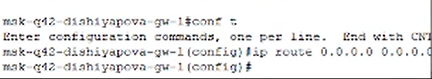 msk-q42-dishiyapova-gw-1#conf t
Enter configuration commands, one per line.  End with CNT
msk-q42-dishiyapova-gw-1(config)#ip route 0.0.0.0 0.0.0.0
msk-q42-dishiyapova-gw-1(config)#